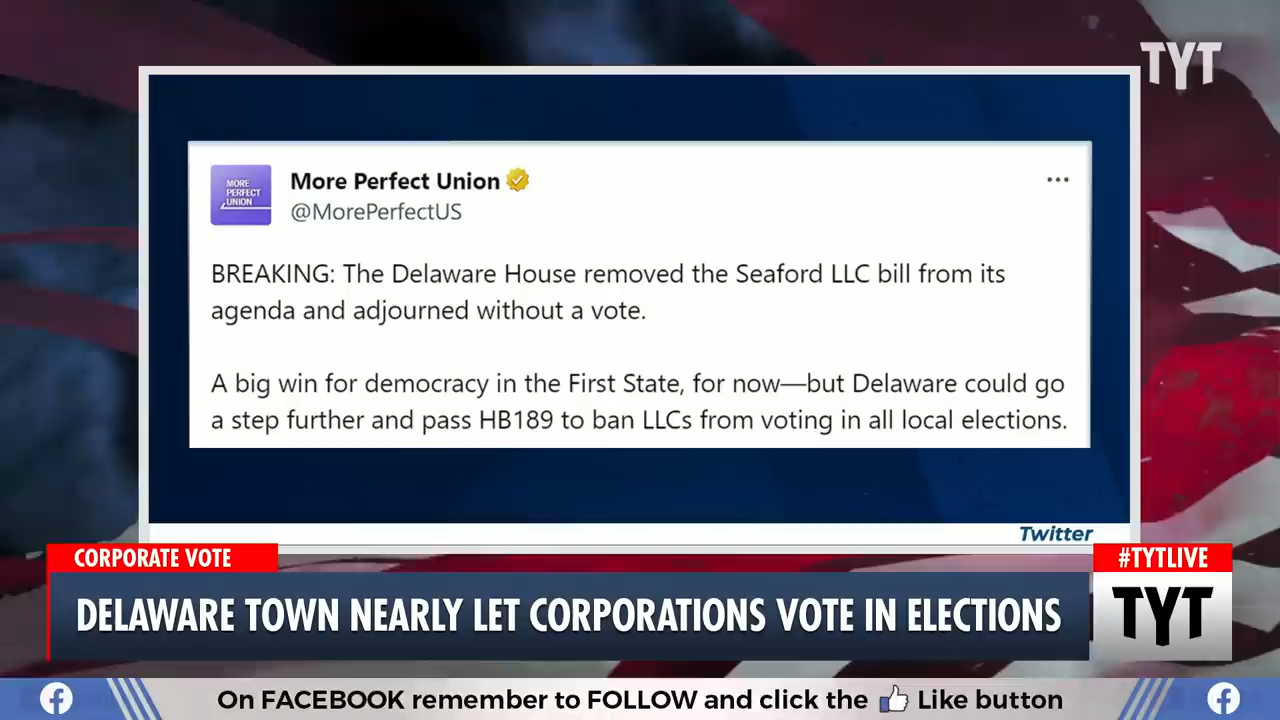 TYT
MORE
PERFECT
UNION
More Perfect Union
@MorePerfectUS
BREAKING: The Delaware House removed the Seaford LLC bill from its
agenda and adjourned without a vote.
A big win for democracy in the First State, for now—but Delaware could go
a step further and pass HB189 to ban LLCs from voting in all local elections.
Twitter
CORPORATE VOTE
#TYTLIVE
DELAWARE TOWN NEARLY LET CORPORATIONS VOTE IN ELECTIONS
TYT
On FACEBOOK remember to FOLLOW and click the Like button